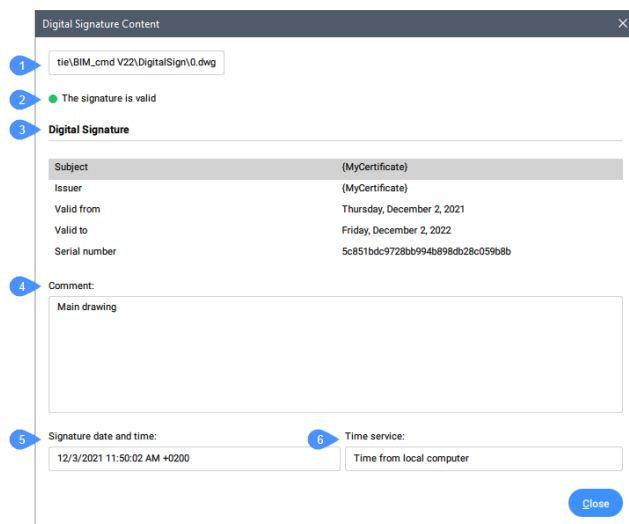 Digital Signature Content
1 tie\BIM_cmd V22\DigitalSign\0.dwg
2 The signature is valid
3 Digital Signature
Subject {MyCertificate}
Issuer {MyCertificate}
Valid from Thursday, December 2, 2021
Valid to Friday, December 2, 2022
Serial number 5c851bdc9728bb994b898db28c059b8b
4 Comment:
Main drawing
5 Signature date and time: 6 Time service:
12/3/2021 11:50:02 AM +0200 Time from local computer
Close